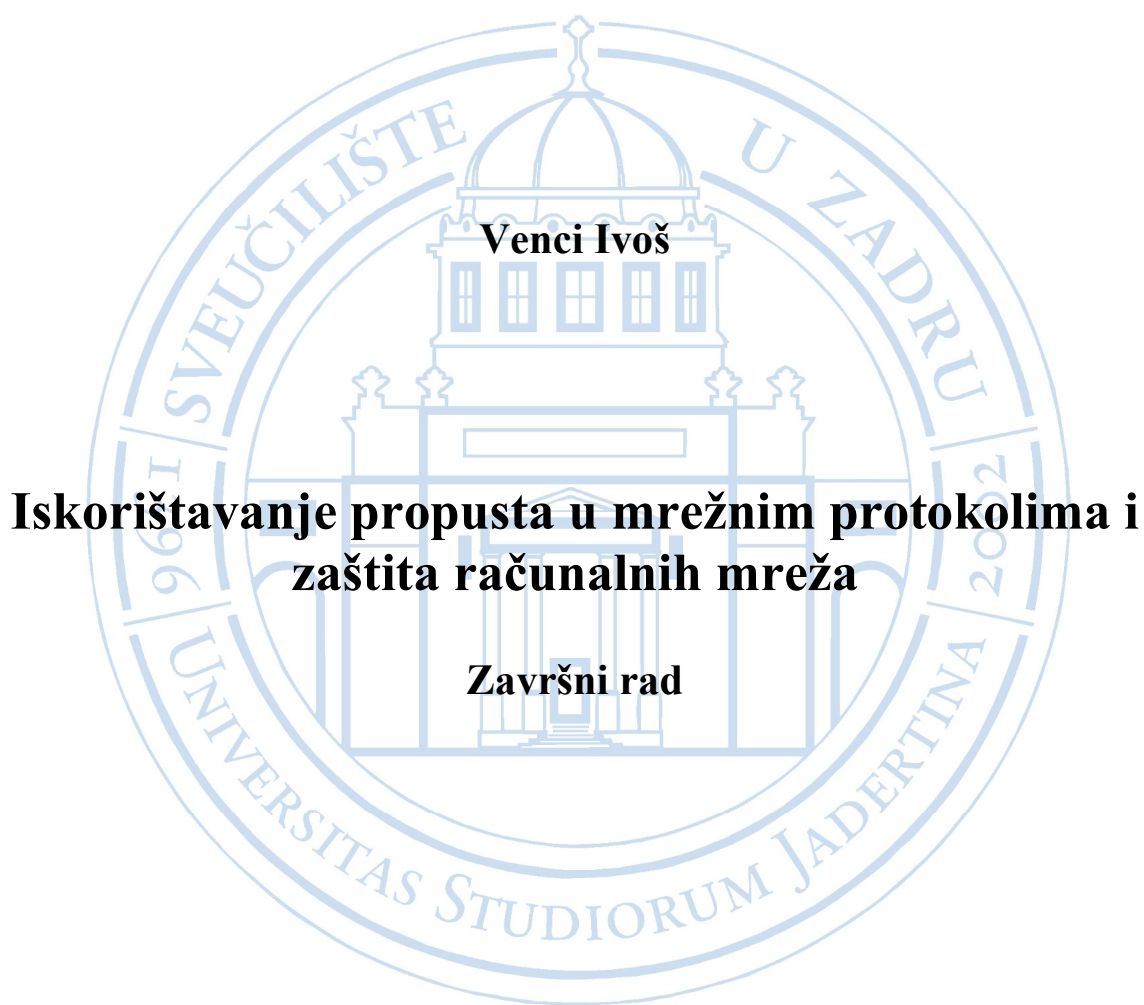 SVEUČILIŠTE U ZADRU
Venci Ivoš
Iskorištavanje propusta u mrežnim protokolima i
zaštita računalnih mreža
Završni rad
1396
2002
UNIVERSITAS STUDIORUM JADERTINA